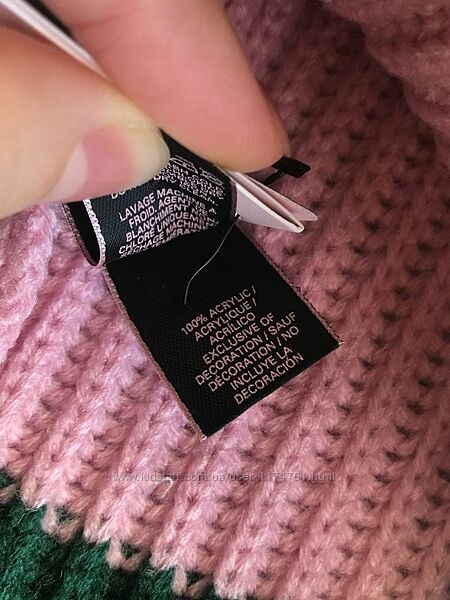 LAVAGE MACHINE À
FROID, AGENT
BLANCHIMENT
CHLORE UNIQUEMENT
100% ACRYLIC /
ACRYLIQUE /
ACRÍLICO
EXCLUSIVE OF
DECORATION / SAUF
DÉCORATION / NO
INCLUYE LA
DECORACIÓN